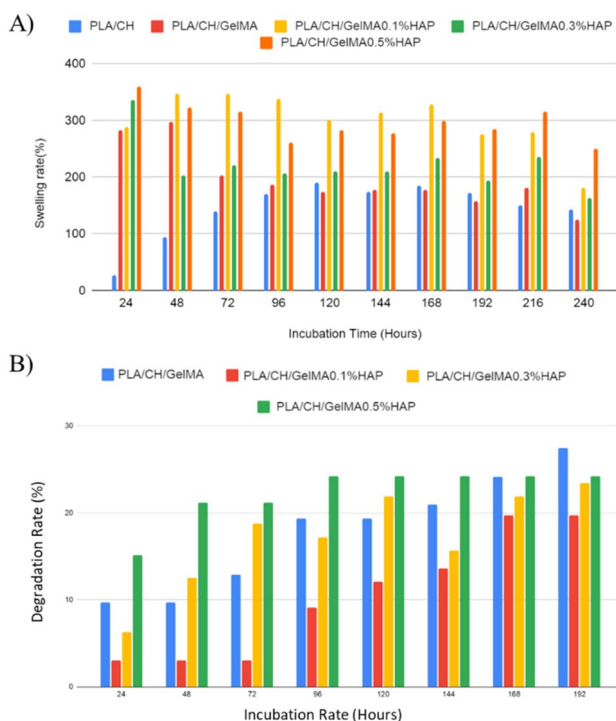 A)
PLA/CH PLA/CH/GelMA PLA/CH/GelMA0.1%HAP PLA/CH/GelMA0.3%HAP
PLA/CH/GelMA0.5%HAP
400
300
200
100
0
Swelling rate(%)
24 48 72 96 120 144 168 192 216 240
Incubation Time (Hours)
B)
PLA/CH/GelMA PLA/CH/GelMA0.1%HAP PLA/CH/GelMA0.3%HAP
PLA/CH/GelMA0.5%HAP
30
20
10
0
Degradation Rate (%)
24 48 72 96 120 144 168 192
Incubation Rate (Hours)